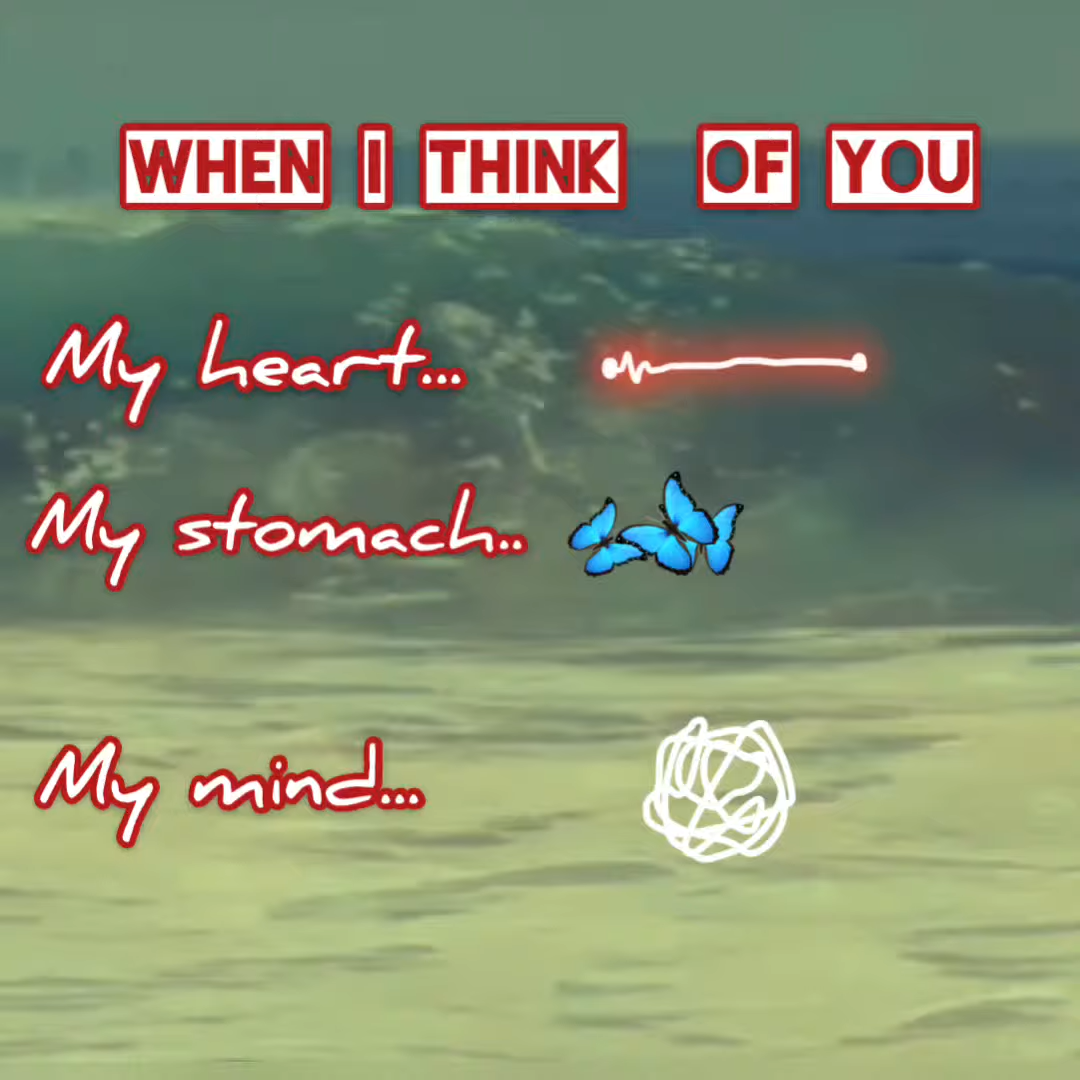 WHEN I THINK OF YOU
My heart...
My stomach..
My mind...